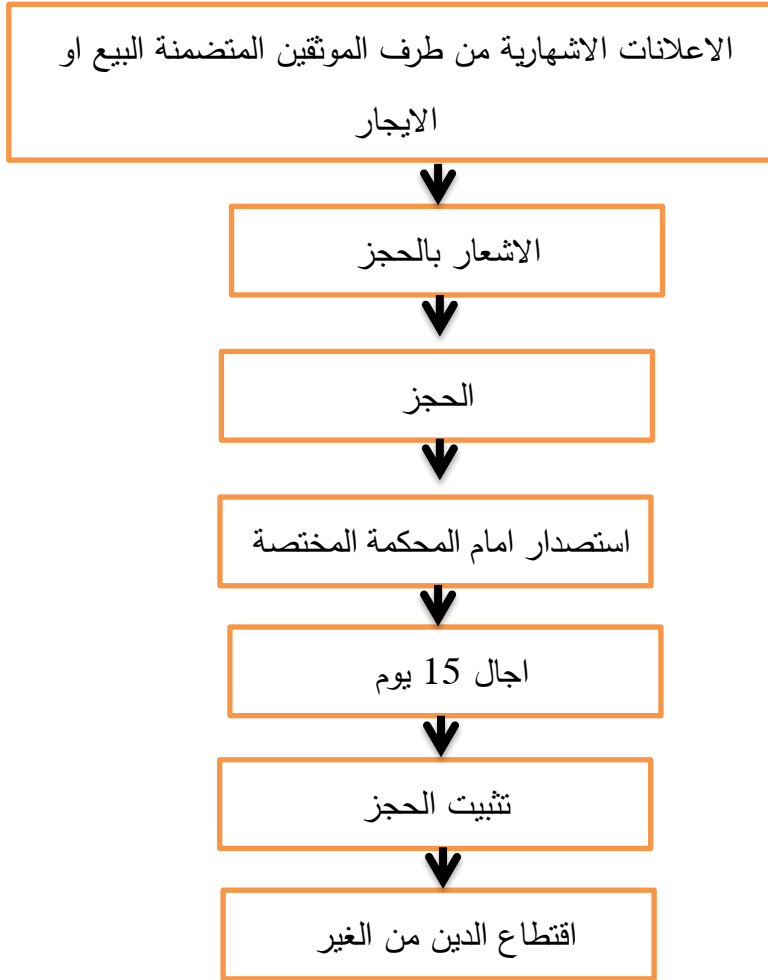 الاعلانات الاشهارية من طرف الموثقين المتضمنة البيع او
الايجار
الاشعار بالحجز
الحجز
استصدار امام المحكمة المختصة
اجال 15 يوم
تثبيت الحجز
اقتطاع الدين من الغير